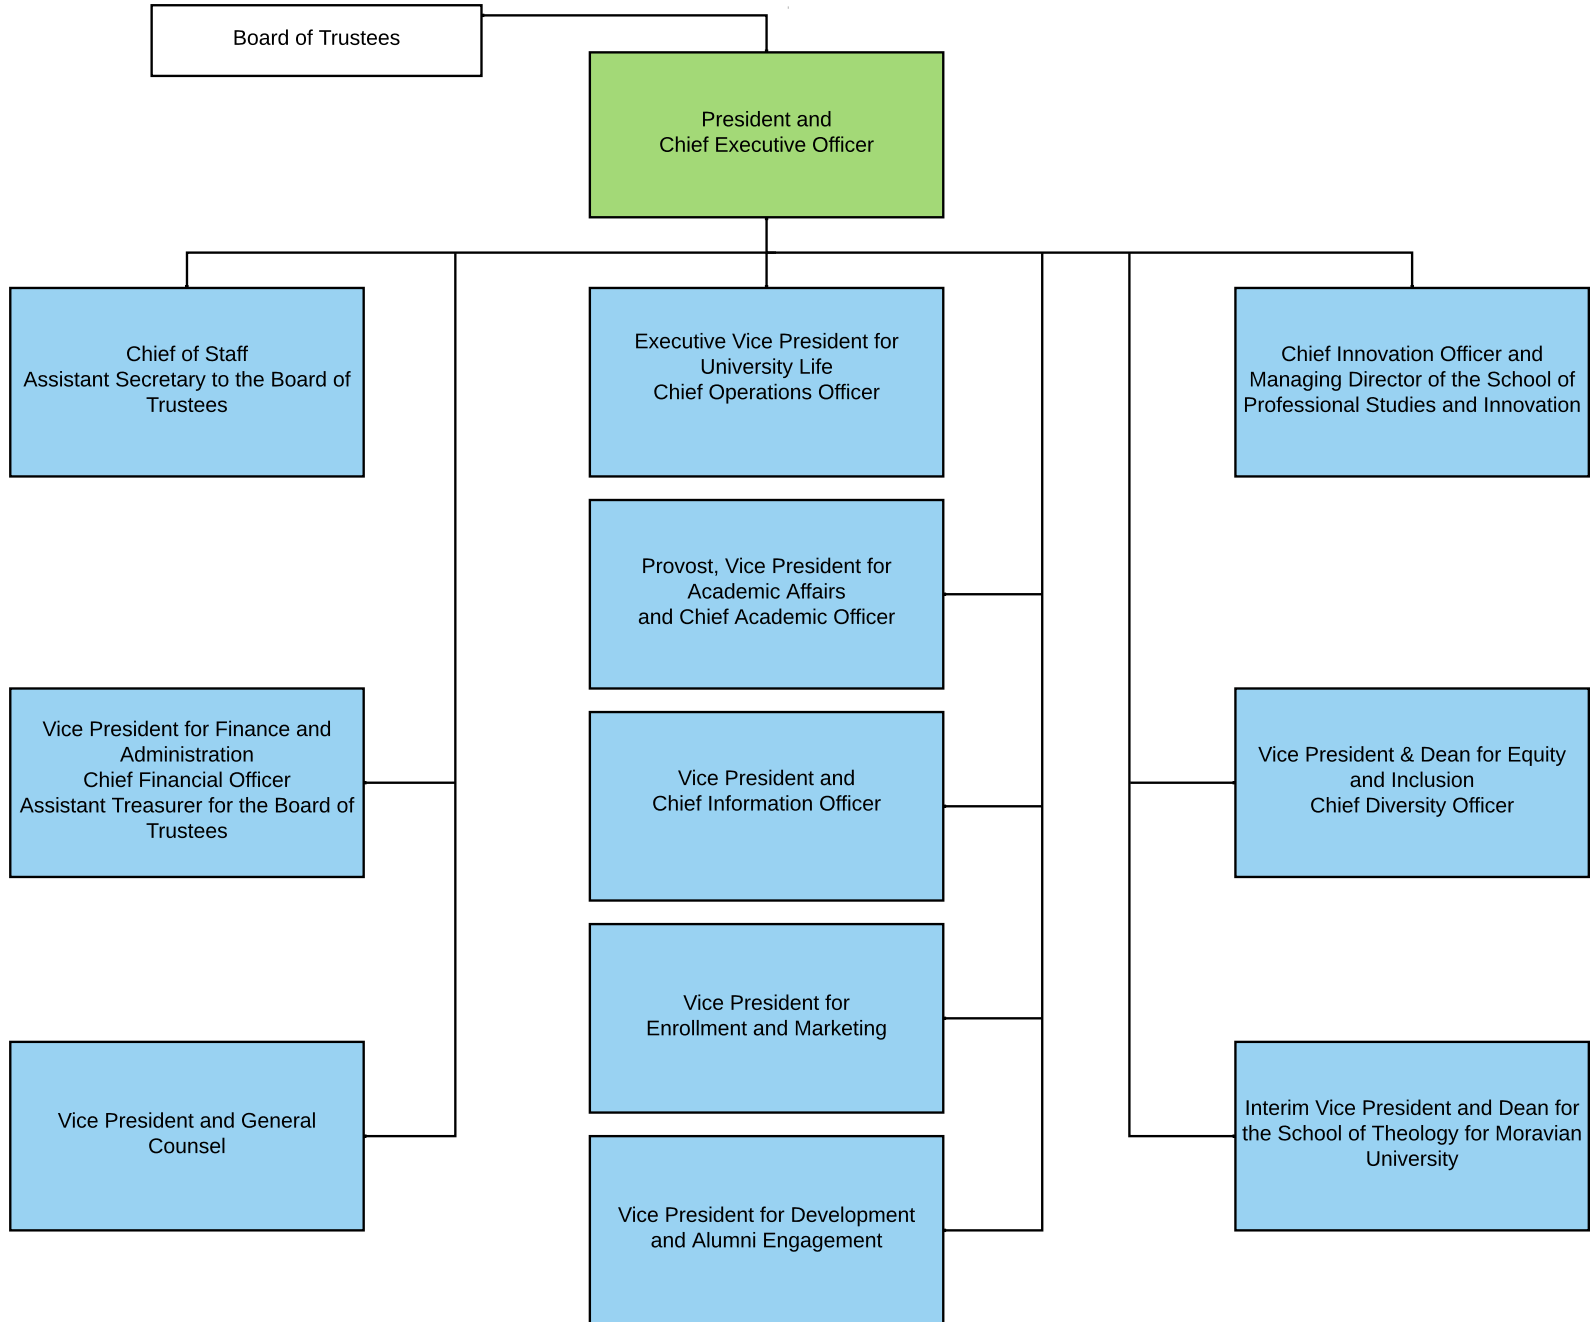 Board of Trustees
President and
Chief Executive Officer
Chief of Staff
Assistant Secretary to the Board of
Trustees
Executive Vice President for
University Life
Chief Operations Officer
Chief Innovation Officer and
Managing Director of the School of
Professional Studies and Innovation
Provost, Vice President for
Academic Affairs
and Chief Academic Officer
Vice President for Finance and
Administration
Chief Financial Officer
Assistant Treasurer for the Board of
Trustees
Vice President and
Chief Information Officer
Vice President & Dean for Equity
and Inclusion
Chief Diversity Officer
Vice President for
Enrollment and Marketing
Vice President and General
Counsel
Interim Vice President and Dean for
the School of Theology for Moravian
University
Vice President for Development
and Alumni Engagement